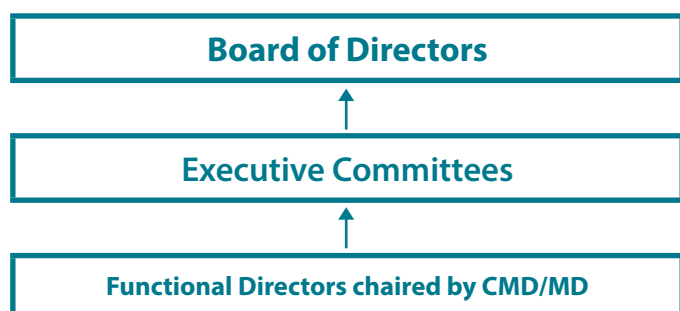 Board of Directors
Executive Committees
Functional Directors chaired by CMD/MD